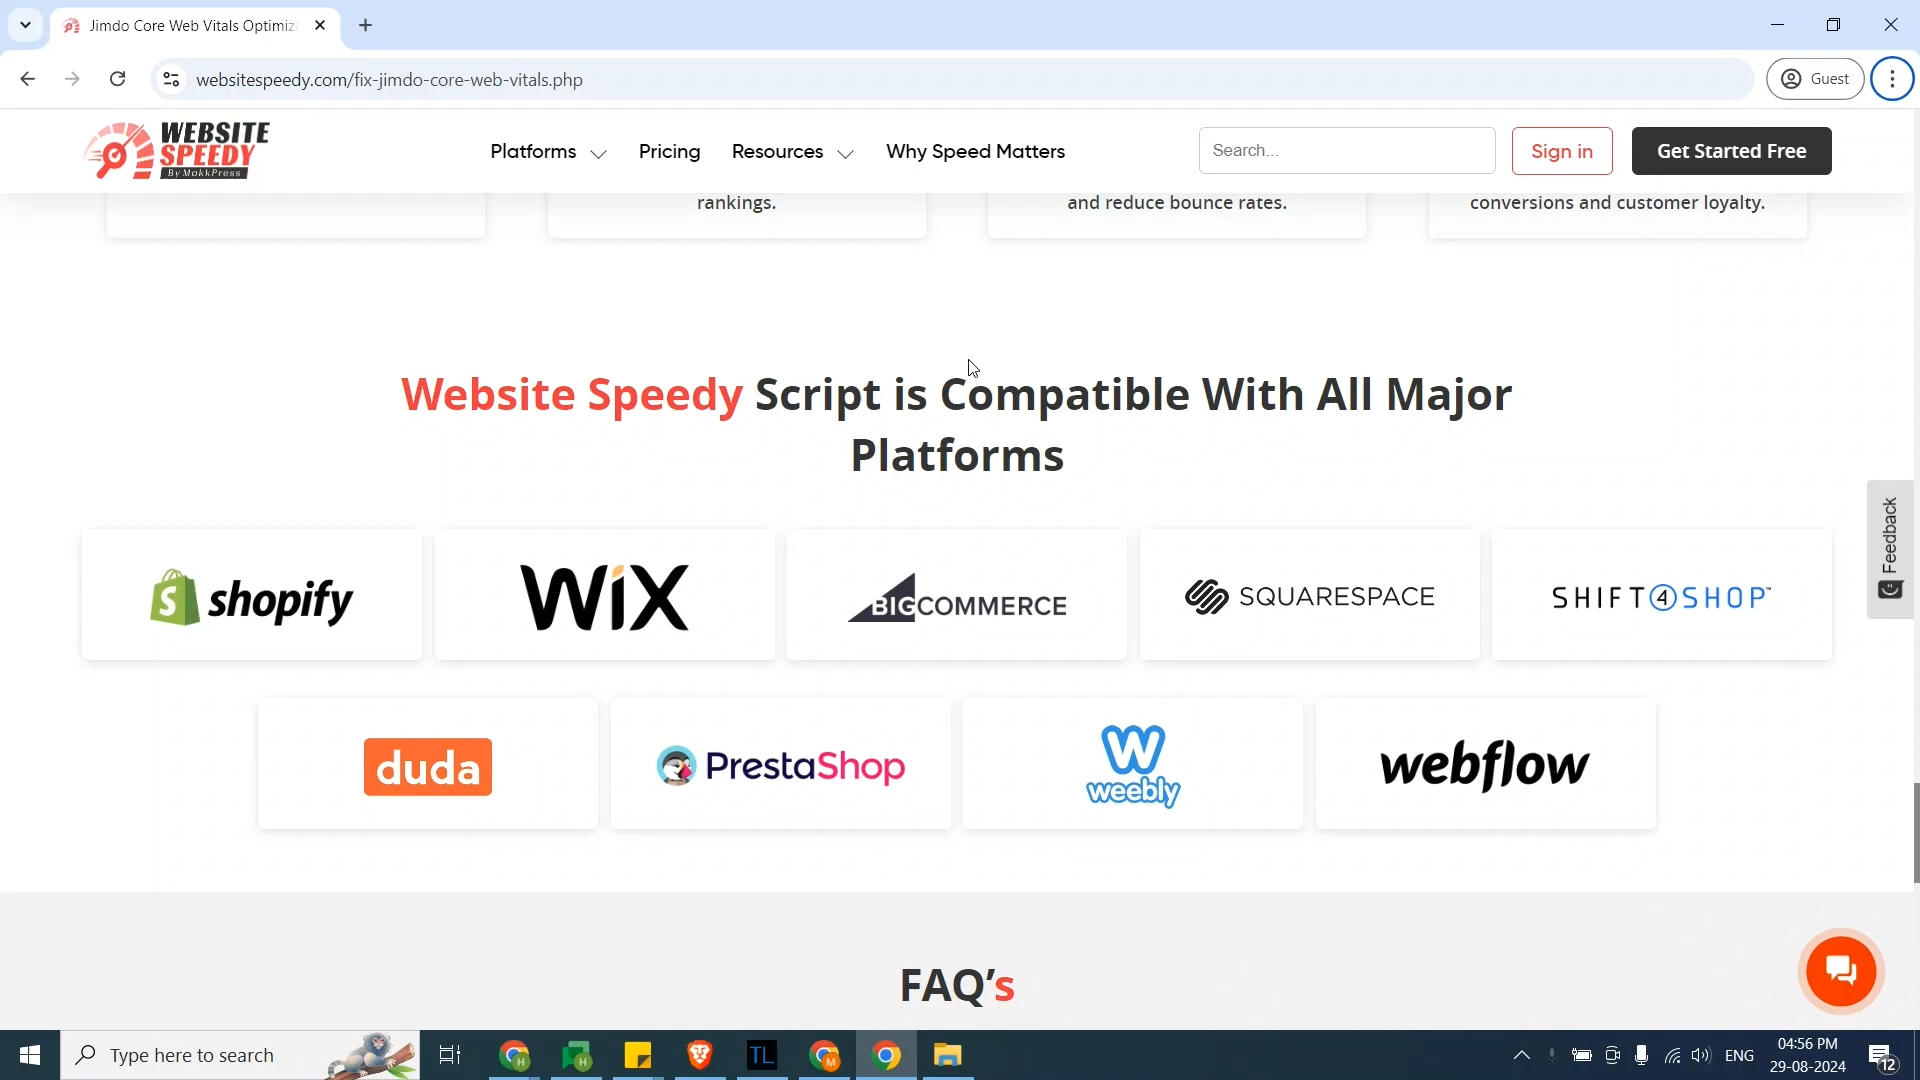 Jimdo Core Web Vitals Optimiz
websitespeedy.com/fix-jimdo-core-web-vitals.php
Guest
WEBSITE
SPEEDY
By MakkPress
Platforms
Pricing
Resources
Why Speed Matters
Search...
Sign in
Get Started Free
rankings.
and reduce bounce rates.
conversions and customer loyalty.
Website Speedy Script is Compatible With All Major
Platforms
Feedback
shopify
WiX
BIGCOMMERCE
SQUARESPACE
SHIFT4SHOP™
duda
PrestaShop
weebly
webflow
FAQ's
Type here to search
H
H
TL
M
ENG
04:56 PM
29-08-2024
12